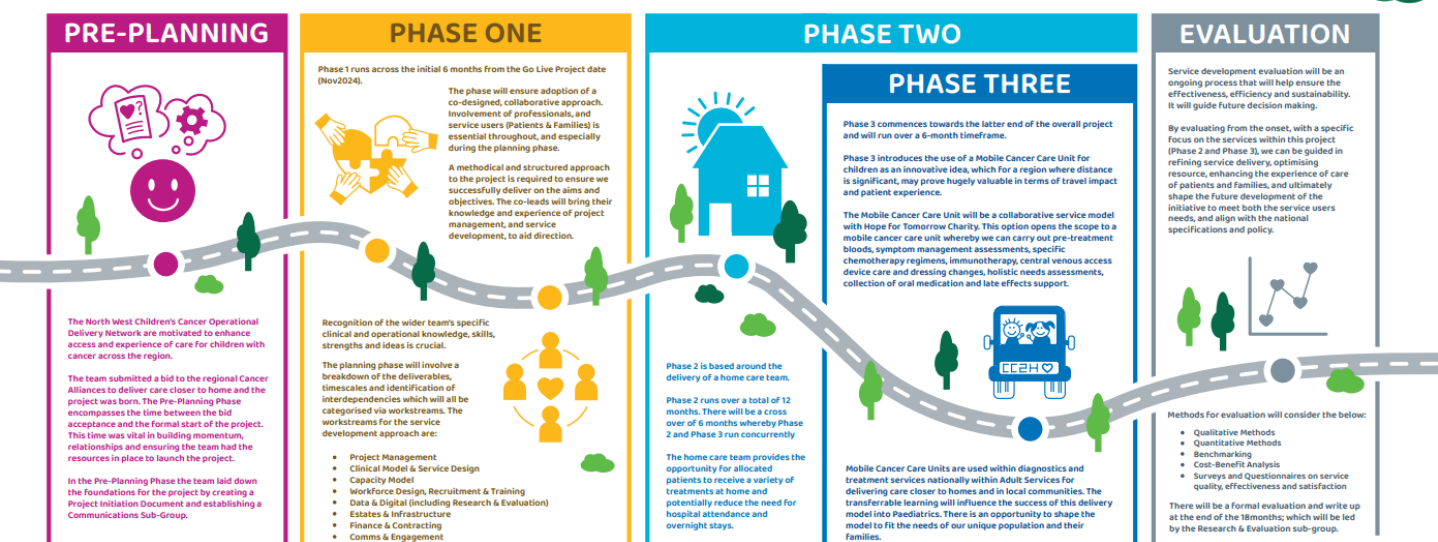 PRE-PLANNING
The North West Children's Cancer Operational
Delivery Network are motivated to enhance
access and experience of care for children with
cancer across the region.
The team submitted a bid to the regional Cancer
Alliances to deliver care closer to home and the
project was born. The Pre-Planning Phase
encompasses the time between the bid
acceptance and the formal start of the project.
This time was vital in building momentum,
relationships and ensuring the team had the
resources in place to launch the project.
In the Pre-Planning Phase the team laid down
the foundations for the project by creating a
Project Initiation Document and establishing a
Communications Sub-Group.
PHASE ONE
Phase 1 runs across the initial 6 months from the Go Live Project date
(Nov2024).
The phase will ensure adoption of a
co-designed, collaborative approach.
Involvement of professionals, and
service users (Patients & Families) is
essential throughout, and especially
during the planning phase.
A methodical and structured approach
to the project is required to ensure we
successfully deliver on the aims and
objectives. The co-leads will bring their
knowledge and experience of project
management, and service
development, to aid direction.
Recognition of the wider team's specific
clinical and operational knowledge, skills,
strengths and ideas is crucial.
The planning phase will involve a
breakdown of the deliverables,
timescales and identification of
interdependencies which will all be
categorised via workstreams. The
workstreams for the service
development approach are:
• Project Management
• Clinical Model & Service Design
• Capacity Model
• Workforce Design, Recruitment & Training
• Data & Digital (including Research & Evaluation)
• Estates & Infrastructure
• Finance & Contracting
• Comms & Engagement
PHASE TWO
Phase 2 is based around the
delivery of a home care team.
Phase 2 runs over a total of 12
months. There will be a cross
over of 6 months whereby Phase
2 and Phase 3 run concurrently
The home care team provides the
opportunity for allocated
patients to receive a variety of
treatments at home and
potentially reduce the need for
hospital attendance and
overnight stays.
PHASE THREE
Phase 3 commences towards the latter end of the overall project
and will run over a 6-month timeframe.
Phase 3 introduces the use of a Mobile Cancer Care Unit for
children as an innovative idea, which for a region where distance
is significant, may prove hugely valuable in terms of travel impact
and patient experience.
The Mobile Cancer Care Unit will be a collaborative service model
with Hope for Tomorrow Charity. This option opens the scope to a
mobile cancer care unit whereby we can carry out pre-treatment
bloods, symptom management assessments, specific
chemotherapy regimens, immunotherapy, central venous access
device care and dressing changes, holistic needs assessments,
collection of oral medication and late effects support.
CC2H
Mobile Cancer Care Units are used within diagnostics and
treatment services nationally within Adult Services for
delivering care closer to homes and in local communities. The
transferrable learning will influence the success of this delivery
model into Paediatrics. There is an opportunity to shape the
model to fit the needs of our unique population and their
families.
EVALUATION
Service development evaluation will be an
ongoing process that will help ensure the
effectiveness, efficiency and sustainability.
It will guide future decision making.
By evaluating from the onset, with a specific
focus on the services within this project
(Phase 2 and Phase 3), we can be guided in
refining service delivery, optimising
resource, enhancing the experience of care
of patients and families, and ultimately
shape the future development of the
initiative to meet both the service users
needs, and align with the national
specifications and policy.
Methods for evaluation will consider the below:
• Qualitative Methods
• Quantitative Methods
• Benchmarking
• Cost-Benefit Analysis
• Surveys and Questionnaires on service
quality, effectiveness and satisfaction
There will be a formal evaluation and write up
at the end of the 18months; which will be led
by the Research & Evaluation sub-group.